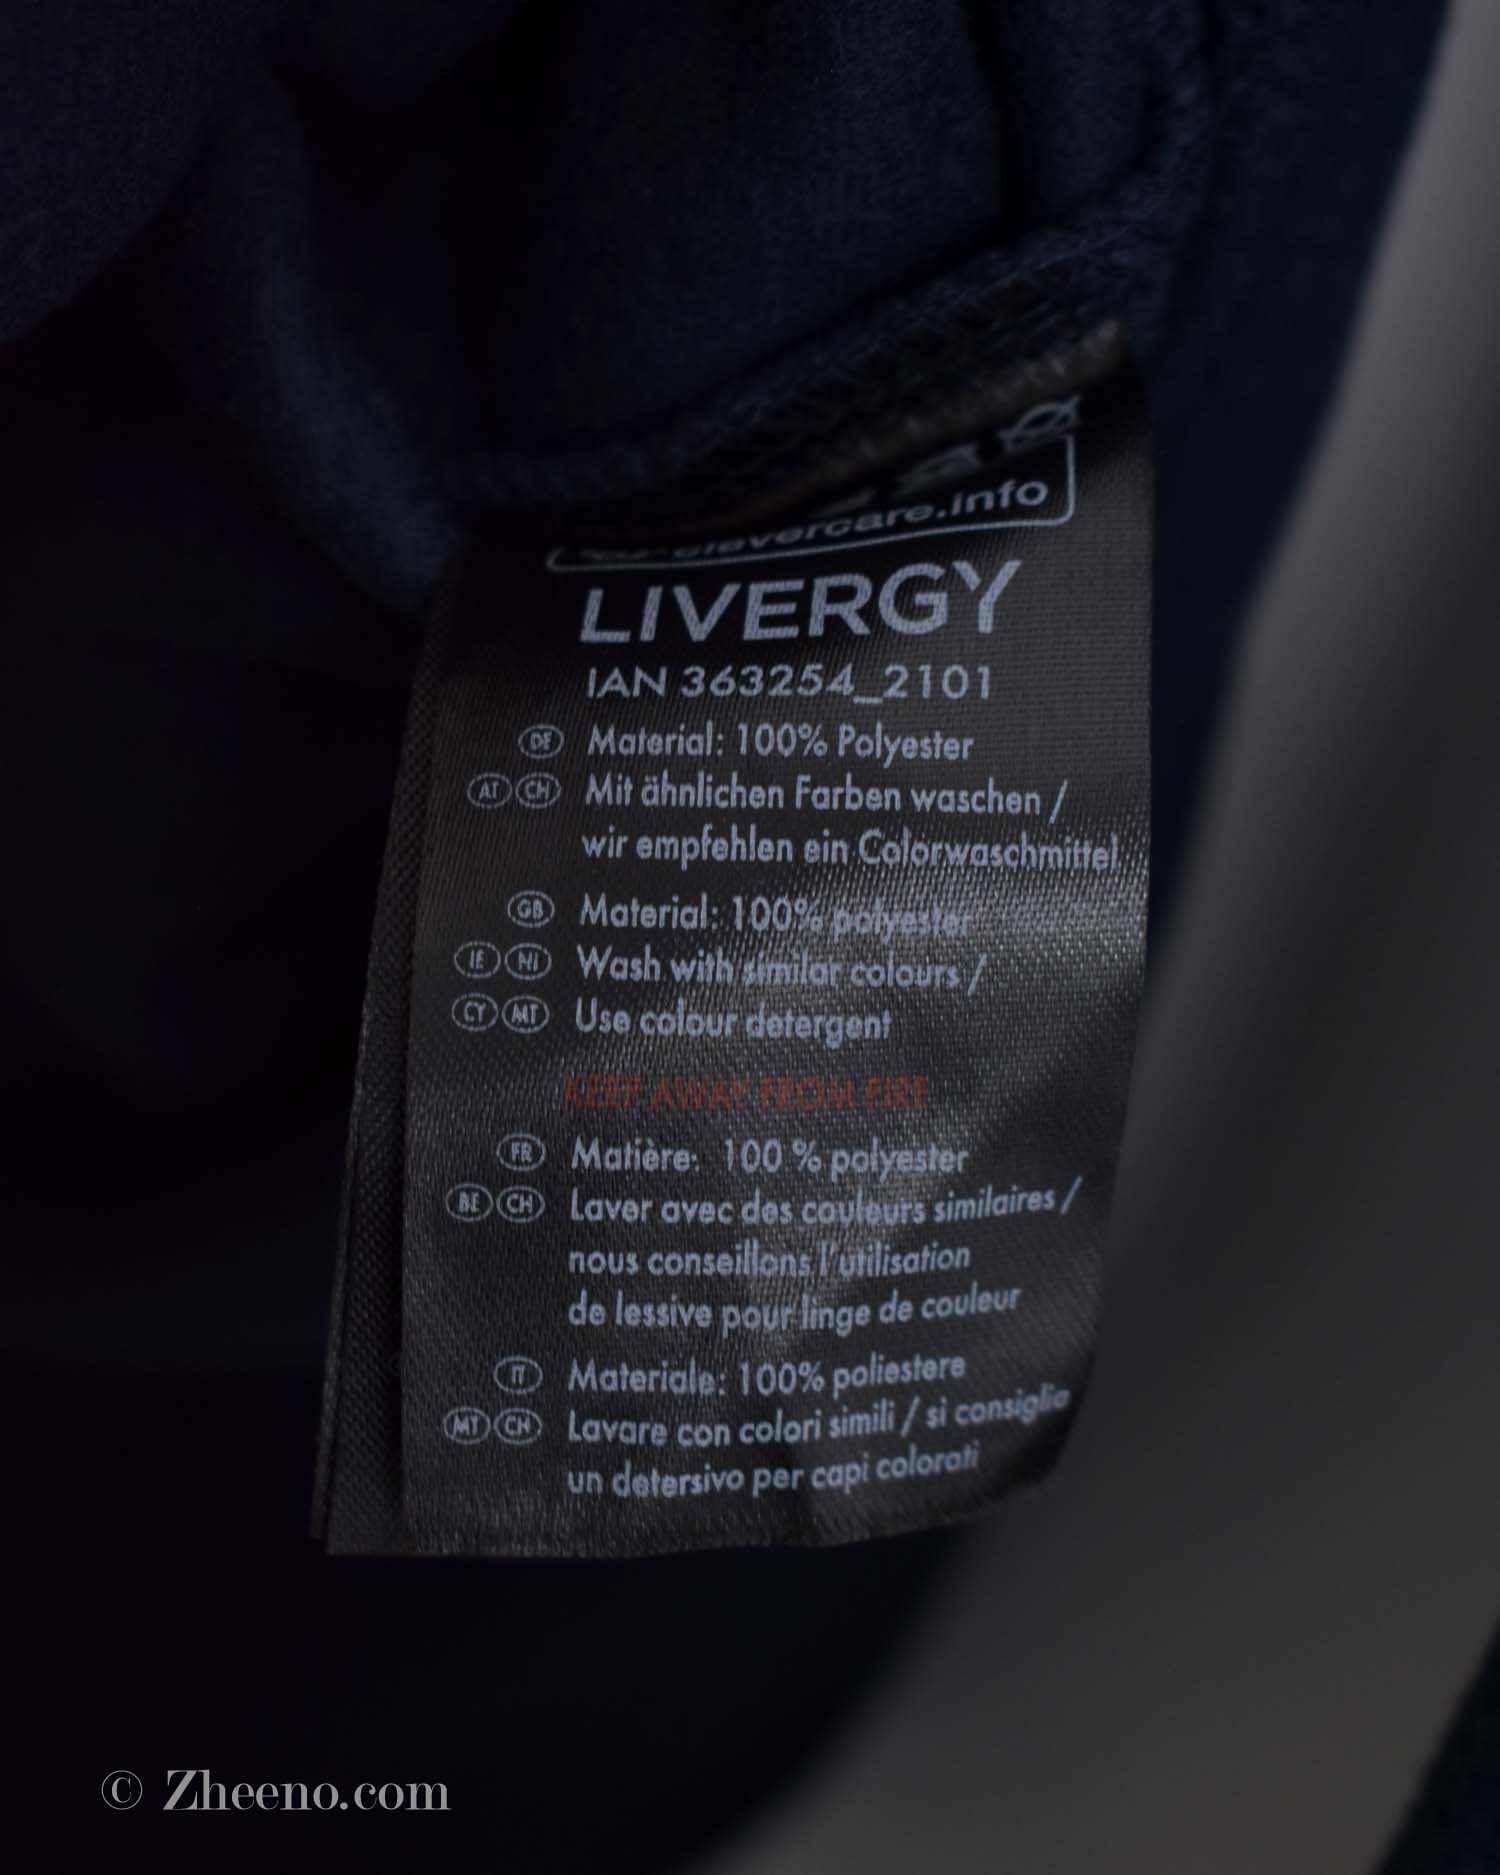 clevercare.info
LIVERGY
IAN 363254_2101
DE Material: 100% Polyester
AT CH Mit ähnlichen Farben waschen /
wir empfehlen ein Colorwaschmittel
GB Material: 100% polyester
IE NI Wash with similar colours /
CY MT Use colour detergent
KEEP AWAY FROM FIRE
FR Matière: 100 % polyester
BE CH Laver avec des couleurs similaires /
nous conseillons l'utilisation
de lessive pour linge de couleur
IT Materiale: 100% poliestere
MT CH Lavare con colori simili / si consiglia
un detersivo per capi colorati
© Zheeno.com